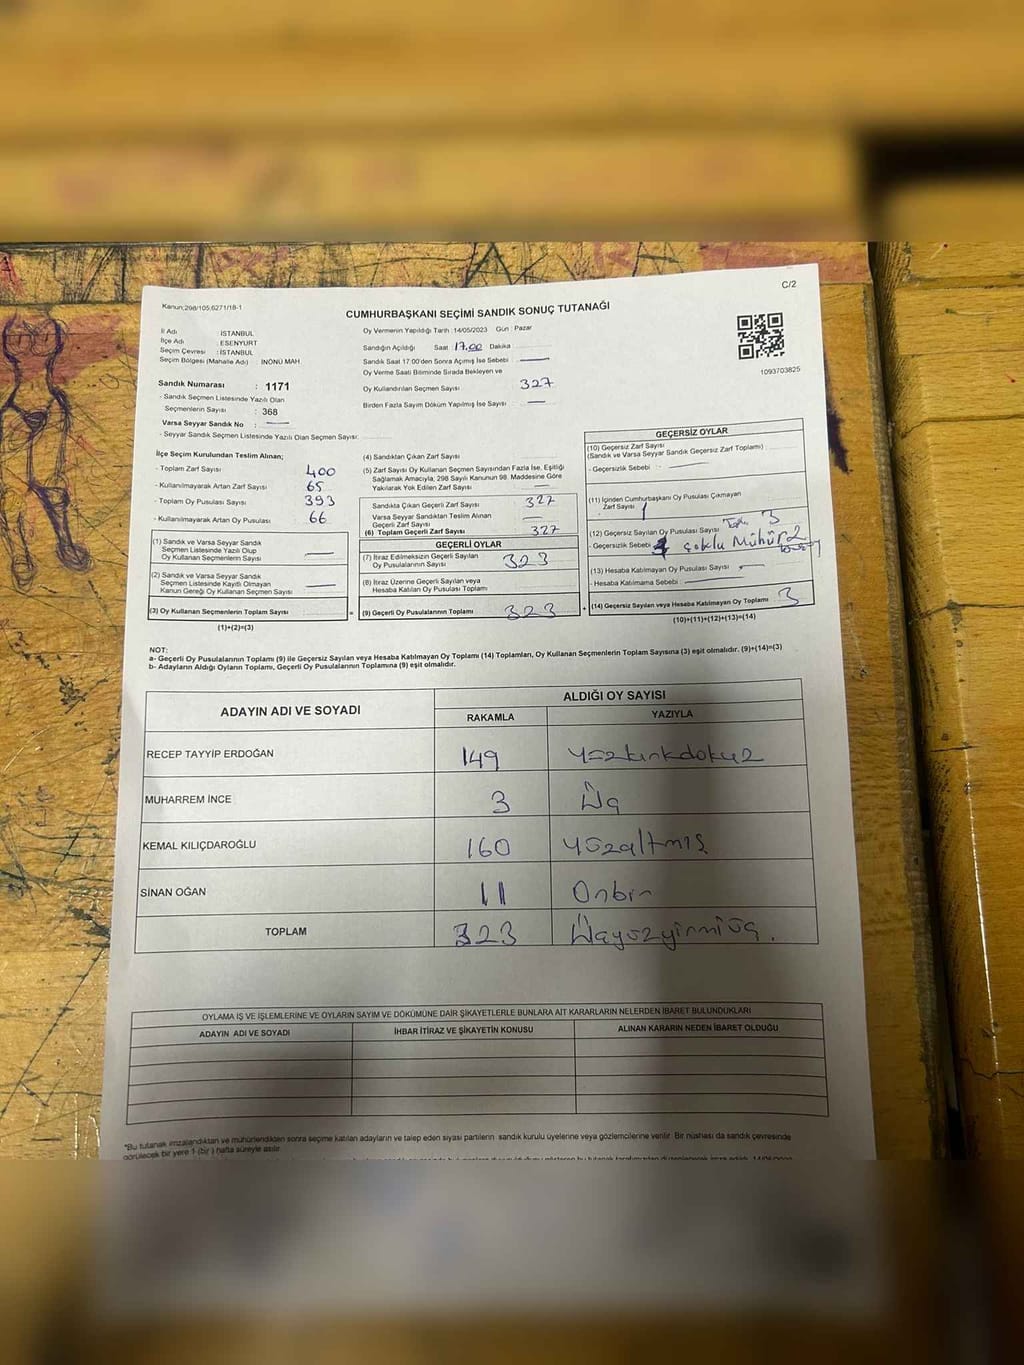 C/2
Kanun;298/105,6271/18-1
CUMHURBAŞKANI SEÇİMİ SANDIK SONUÇ TUTANAĞI
İl Adı : İSTANBUL
İlçe Adı : ESENYURT
Seçim Çevresi : İSTANBUL
Seçim Bölgesi (Mahalle Adı) : İNÖNÜ MAH.
Oy Vermenin Yapıldığı Tarih : 14/05/2023 Gün : Pazar
Sandığın Açıldığı Saat : 17.00 Dakika :
Sandık Saat 17:00'den Sonra Açılmış İse Sebebi :
Oy Verme Saati Bitiminde Sırada Bekleyen ve
Oy Kullandırılan Seçmen Sayısı : 327
Birden Fazla Sayım Döküm Yapılmış İse Sayısı :
1093703825
Sandık Numarası : 1171
- Sandık Seçmen Listesinde Yazılı Olan
Seçmenlerin Sayısı : 368
Varsa Seyyar Sandık No :
- Seyyar Sandık Seçmen Listesinde Yazılı Olan Seçmen Sayısı:
İlçe Seçim Kurulundan Teslim Alınan;
- Toplam Zarf Sayısı 400
- Kullanılmayarak Artan Zarf Sayısı 65
- Toplam Oy Pusulası Sayısı 393
- Kullanılmayarak Artan Oy Pusulası 66
(1) Sandık ve Varsa Seyyar Sandık
Seçmen Listesinde Yazılı Olup
Oy Kullanan Seçmenlerin Sayısı
(2) Sandık ve Varsa Seyyar Sandık
Seçmen Listesinde Kayıtlı Olmayan
Kanun Gereği Oy Kullanan Seçmen Sayısı
(3) Oy Kullanan Seçmenlerin Toplam Sayısı =
(1)+(2)=(3)
(4) Sandıktan Çıkan Zarf Sayısı
(5) Zarf Sayısı Oy Kullanan Seçmen Sayısından Fazla İse, Eşitliği
Sağlamak Amacıyla; 298 Sayılı Kanunun 98. Maddesine Göre
Yakılarak Yok Edilen Zarf Sayısı
Sandıkta Çıkan Geçerli Zarf Sayısı 327
Varsa Seyyar Sandıktan Teslim Alınan
Geçerli Zarf Sayısı
(6) Toplam Geçerli Zarf Sayısı 327
GEÇERLİ OYLAR
(7) İtiraz Edilmeksizin Geçerli Sayılan
Oy Pusulalarının Sayısı 323
(8) İtiraz Üzerine Geçerli Sayılan veya
Hesaba Katılan Oy Pusulası Toplamı
(9) Geçerli Oy Pusulalarının Toplamı 323 +
GEÇERSİZ OYLAR
(10) Geçersiz Zarf Sayısı
(Sandık ve Varsa Seyyar Sandık Geçersiz Zarf Toplamı)
- Geçersizlik Sebebi :
(11) İçinden Cumhurbaşkanı Oy Pusulası Çıkmayan
Zarf Sayısı 1
(12) Geçersiz Sayılan Oy Pusulası Sayısı 3
- Geçersizlik Sebebi Çoklu Mühür 2
(13) Hesaba Katılmayan Oy Pusulası Sayısı
- Hesaba Katılmama Sebebi :
(14) Geçersiz Sayılan veya Hesaba Katılmayan Oy Toplamı 3
(10)+(11)+(12)+(13)=(14)
NOT:
a- Geçerli Oy Pusulalarının Toplamı (9) ile Geçersiz Sayılan veya Hesaba Katılmayan Oy Toplamı (14) Toplamları, Oy Kullanan Seçmenlerin Toplam Sayısına (3) eşit olmalıdır. (9)+(14)=(3)
b- Adayların Aldığı Oyların Toplamı, Geçerli Oy Pusulalarının Toplamına (9) eşit olmalıdır.
ADAYIN ADI VE SOYADI
ALDIĞI OY SAYISI
RAKAMLA YAZIYLA
RECEP TAYYİP ERDOĞAN 149 Yüzkırkdokuz
MUHARREM İNCE 3 Üç
KEMAL KILIÇDAROĞLU 160 Yüzaltmış
SİNAN OĞAN 11 Onbir
TOPLAM 323 Üçyüzyirmiüç.
OYLAMA İŞ VE İŞLEMLERİNE VE OYLARIN SAYIM VE DÖKÜMÜNE DAİR ŞİKAYETLERLE BUNLARA AİT KARARLARIN NELERDEN İBARET BULUNDUKLARI
ADAYIN ADI VE SOYADI İHBAR İTİRAZ VE ŞİKAYETİN KONUSU ALINAN KARARIN NEDEN İBARET OLDUĞU
*Bu tutanak imzalandıktan ve mühürlendikten sonra seçime katılan adayların ve talep eden siyasi partilerin sandık kurulu üyelerine veya gözlemcilerine verilir. Bir nüshası da sandık çevresinde
görülecek bir yere 1 (bir) hafta süreyle asılır.